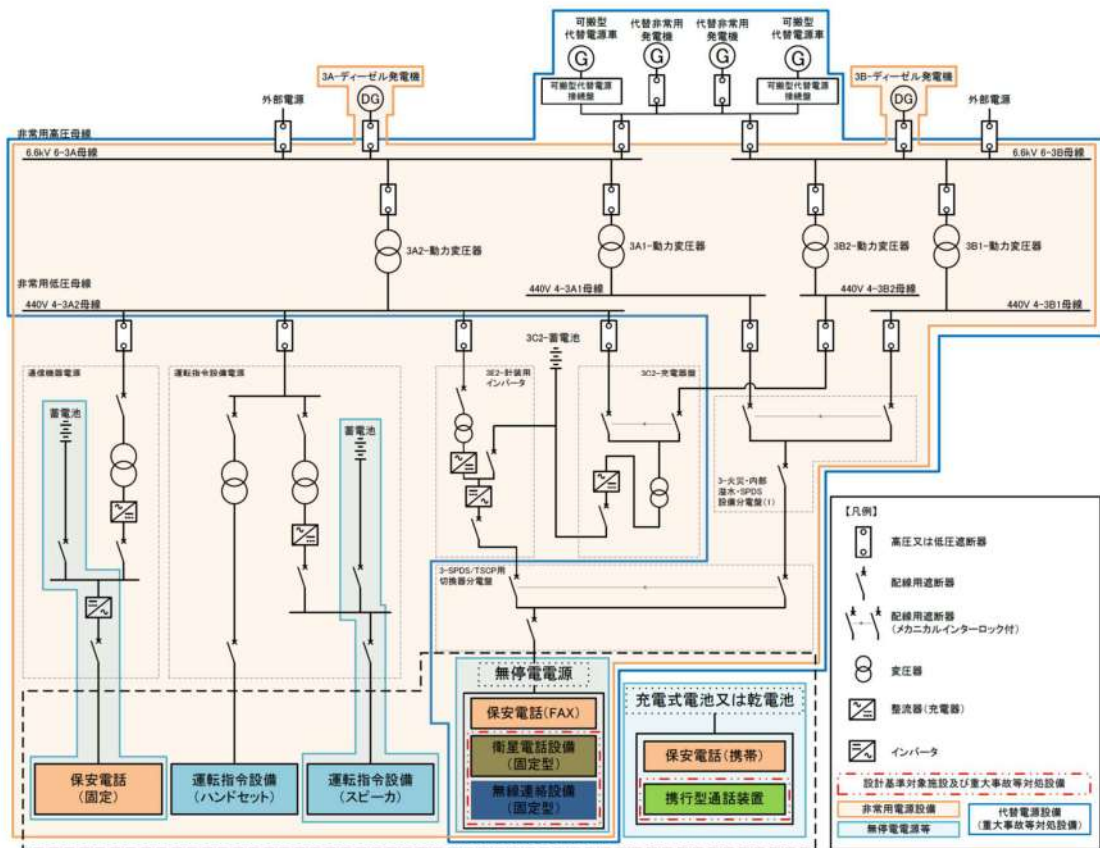 可搬型
代替電源車
代替非常用
発電機
代替非常用
発電機
可搬型
代替電源車
G
G
G
G
3A-ディーゼル発電機
3B-ディーゼル発電機
DG
DG
可搬型代替電源
接続盤
可搬型代替電源
接続盤
外部電源
外部電源
非常用高圧母線
6.6kV 6-3A母線
6.6kV 6-3B母線
3A2-動力変圧器
3A1-動力変圧器
3B2-動力変圧器
3B1-動力変圧器
非常用低圧母線
440V 4-3A1母線
440V 4-3B2母線
440V 4-3A2母線
440V 4-3B1母線
3C2-蓄電池
通信機器電源
運転指令設備電源
3E2-計装用
インバータ
3C2-充電器盤
蓄電池
蓄電池
3-火災・内部
溢水・SPDS
設備分電盤(1)
3-SPDS/TSCP用
切換器分電盤
無停電電源
保安電話(FAX)
衛星電話設備
(固定型)
無線連絡設備
(固定型)
充電式電池又は乾電池
保安電話(携帯)
携行型通話装置
保安電話
(固定)
運転指令設備
(ハンドセット)
運転指令設備
(スピーカ)
【凡例】
高圧又は低圧遮断器
配線用遮断器
配線用遮断器
(メカニカルインターロック付)
変圧器
整流器(充電器)
インバータ
設計基準対象施設及び重大事故等対処設備
非常用電源設備
無停電電源等
代替電源設備
(重大事故等対処設備)